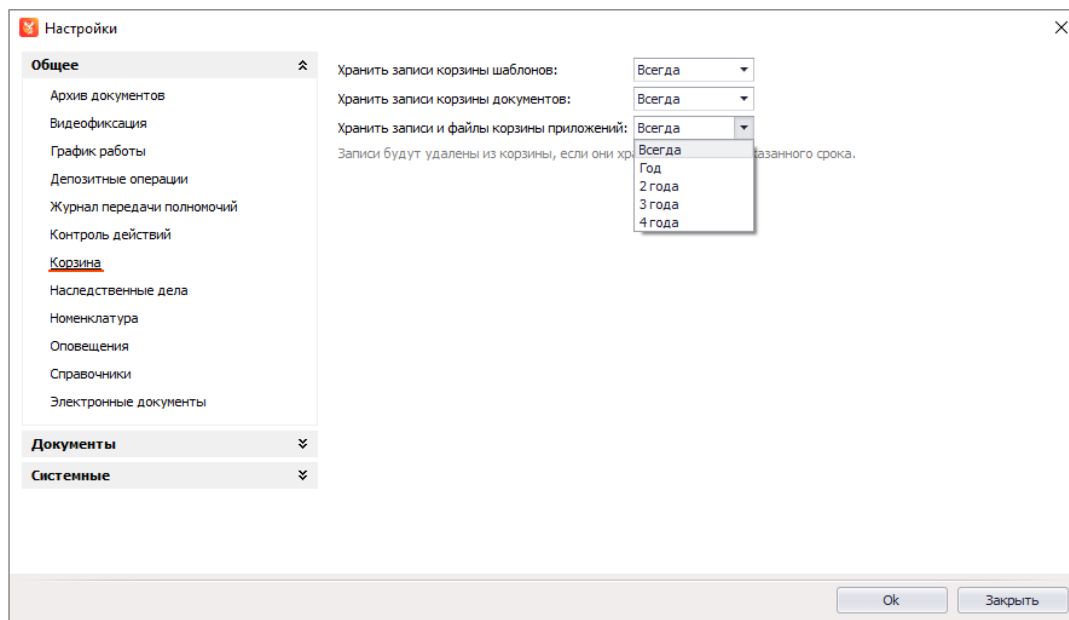 Настройки
Общее
Архив документов
Видеофиксация
График работы
Депозитные операции
Журнал передачи полномочий
Контроль действий
Корзина
Наследственные дела
Номенклатура
Оповещения
Справочники
Электронные документы
Документы
Системные
Хранить записи корзины шаблонов: Всегда
Хранить записи корзины документов: Всегда
Хранить записи и файлы корзины приложений: Всегда
Записи будут удалены из корзины, если они хра казанного срока.
Всегда
Год
2 года
3 года
4 года
Ok Закрыть